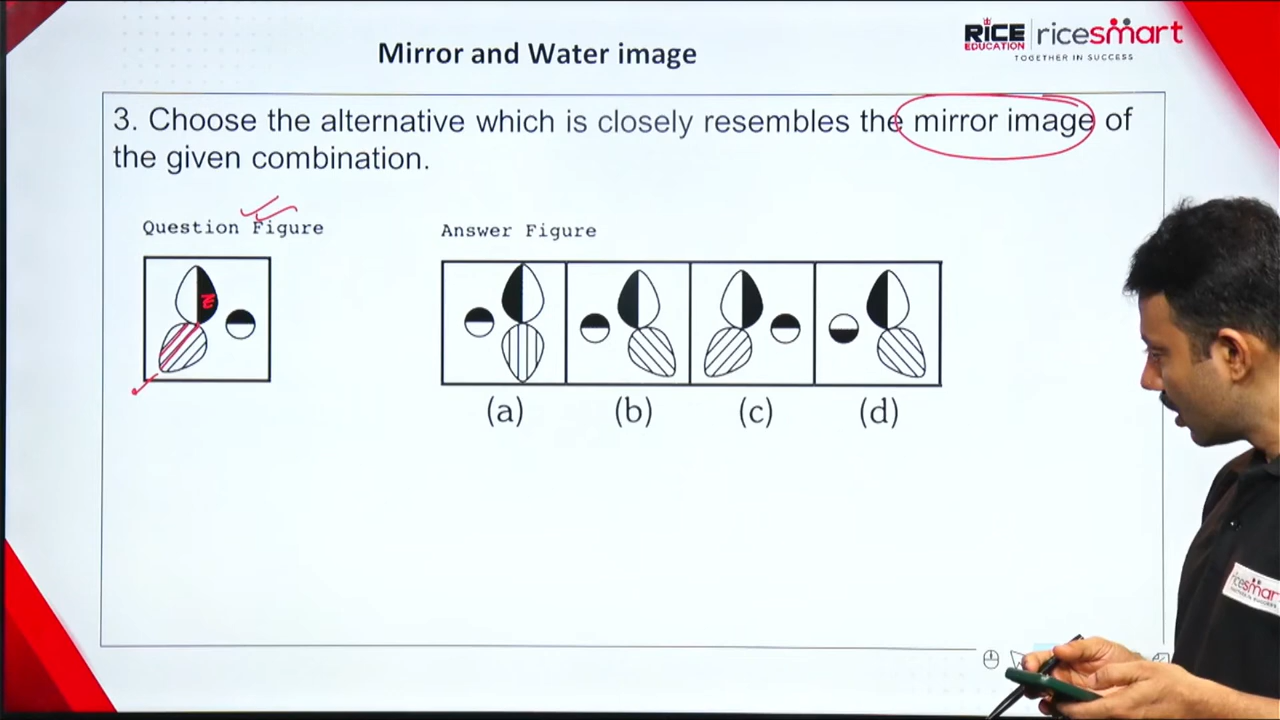 Mirror and Water image
RICE EDUCATION ricesmart
TOGETHER IN SUCCESS
3. Choose the alternative which is closely resembles the mirror image of
the given combination.
Question Figure
Answer Figure
(a) (b) (c) (d)
ricesmart